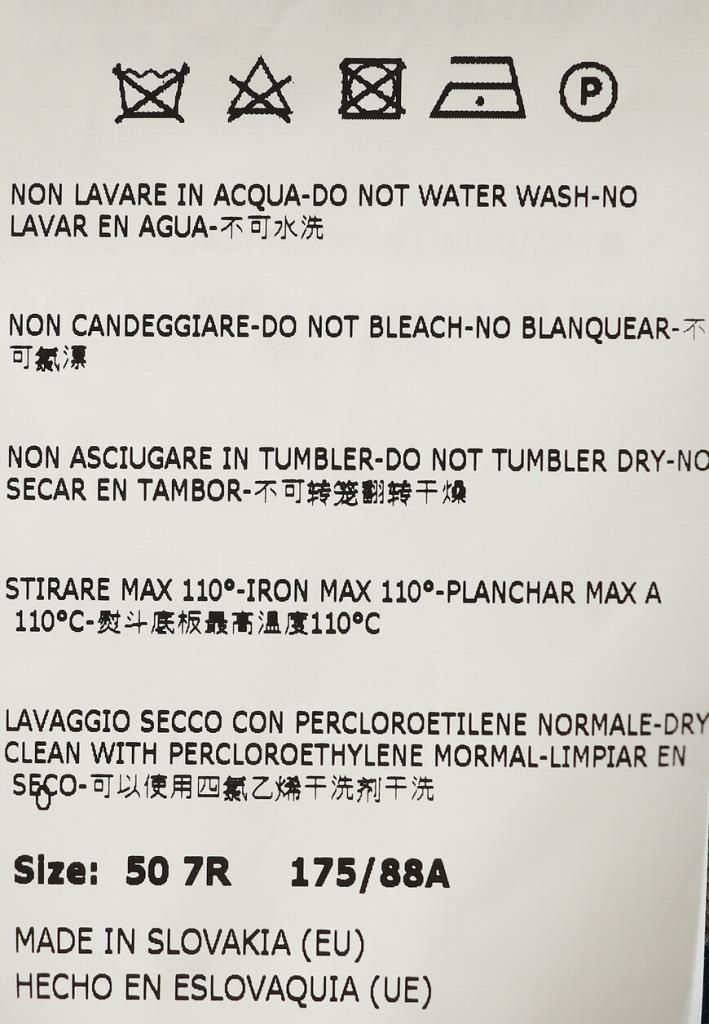 P
NON LAVARE IN ACQUA-DO NOT WATER WASH-NO
LAVAR EN AGUA-不可水洗
NON CANDEGGIARE-DO NOT BLEACH-NO BLANQUEAR-不
可氯漂
NON ASCIUGARE IN TUMBLER-DO NOT TUMBLER DRY-NO
SECAR EN TAMBOR-不可转笼翻转干燥
STIRARE MAX 110°-IRON MAX 110°-PLANCHAR MAX A
110°C-熨斗底板最高温度110°C
LAVAGGIO SECCO CON PERCLOROETILENE NORMALE-DRY
CLEAN WITH PERCLOROETHYLENE MORMAL-LIMPIAR EN
SECO-可以使用四氯乙烯干洗剂干洗
Size: 50 7R 175/88A
MADE IN SLOVAKIA (EU)
HECHO EN ESLOVAQUIA (UE)